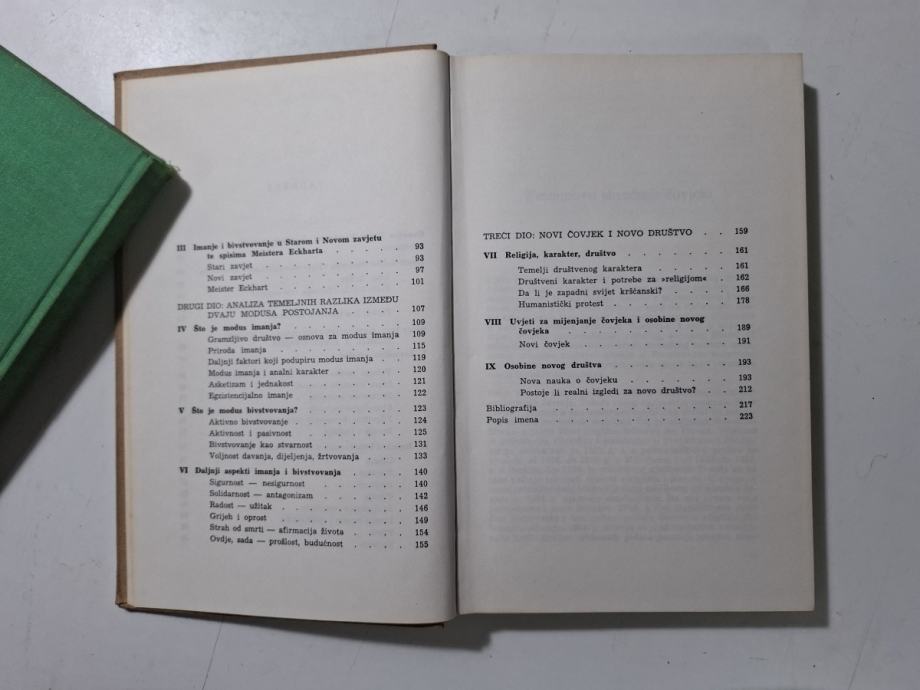 III Imanje i bivstvovanje u Starom i Novom zavjetu
te spisima Meistera Eckharta . . . . . 93
Stari zavjet . . . . . . . . . 93
Novi zavjet . . . . . . . . . 97
Meister Eckhart . . . . . . . . 101
DRUGI DIO: ANALIZA TEMELJNIH RAZLIKA IZMEĐU
DVAJU MODUSA POSTOJANJA . . . . 107
IV Što je modus imanja? . . . . . . . 109
Gramzljivo društvo — osnova za modus imanja 109
Priroda imanja . . . . . . . . 115
Daljnji faktori koji podupiru modus imanja . . 119
Modus imanja i analni karakter . . . . 120
Asketizam i jednakost . . . . . . 121
Egzistencijalno imanje . . . . . . 122
V Što je modus bivstvovanja? . . . . . . 123
Aktivno bivstvovanje . . . . . . . 124
Aktivnost i pasivnost . . . . . . 125
Bivstvovanje kao stvarnost . . . . . 131
Voljnost davanja, dijeljenja, žrtvovanja . . . 133
VI Daljnji aspekti imanja i bivstvovanja . . . . 140
Sigurnost — nesigurnost . . . . . . 140
Solidarnost — antagonizam . . . . . 142
Radost — užitak . . . . . . . . 146
Grijeh i oprost . . . . . . . . 149
Strah od smrti — afirmacija života . . . . 154
Ovdje, sada — prošlost, budućnost . . . . 155
TREĆI DIO: NOVI ČOVJEK I NOVO DRUŠTVO . . 159
VII Religija, karakter, društvo . . . . . . 161
Temelji društvenog karaktera . . . . . 161
Društveni karakter i potrebe za »religijom« . 162
Da li je zapadni svijet kršćanski? . . . . 166
Humanistički protest . . . . . . . 178
VIII Uvjeti za mijenjanje čovjeka i osobine novog
čovjeka . . . . . . . . . . 189
Novi čovjek . . . . . . . . . 191
IX Osobine novog društva . . . . . . . 193
Nova nauka o čovjeku . . . . . . 193
Postoje li realni izgledi za novo društvo? . . 212
Bibliografija . . . . . . . . . . 217
Popis imena . . . . . . . . . . 223